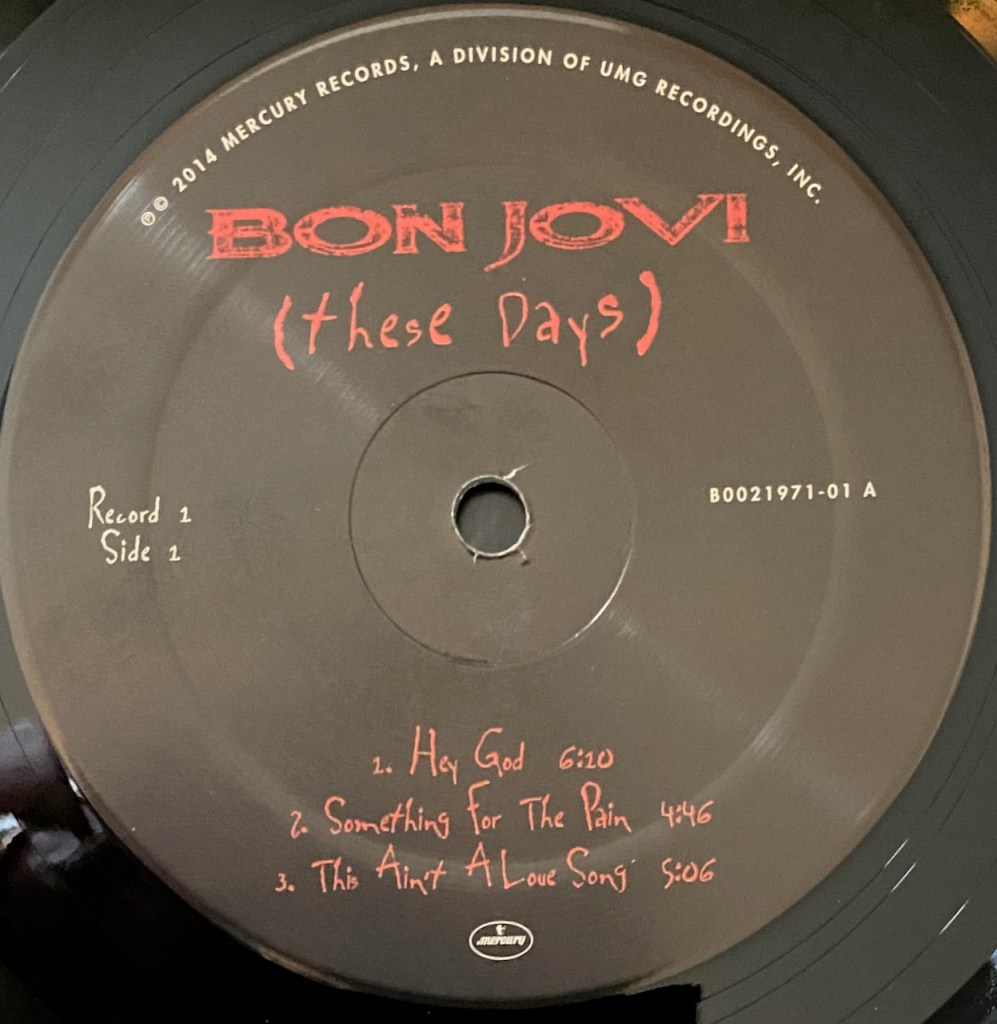 ℗© 2014 MERCURY RECORDS, A DIVISION OF UMG RECORDINGS, INC.
BON JOVI
(these Days)
Record 1
Side 1
B0021971-01 A
1. Hey God 6:10
2. Something For The Pain 4:46
3. This Ain't A Love Song 5:06
mercury